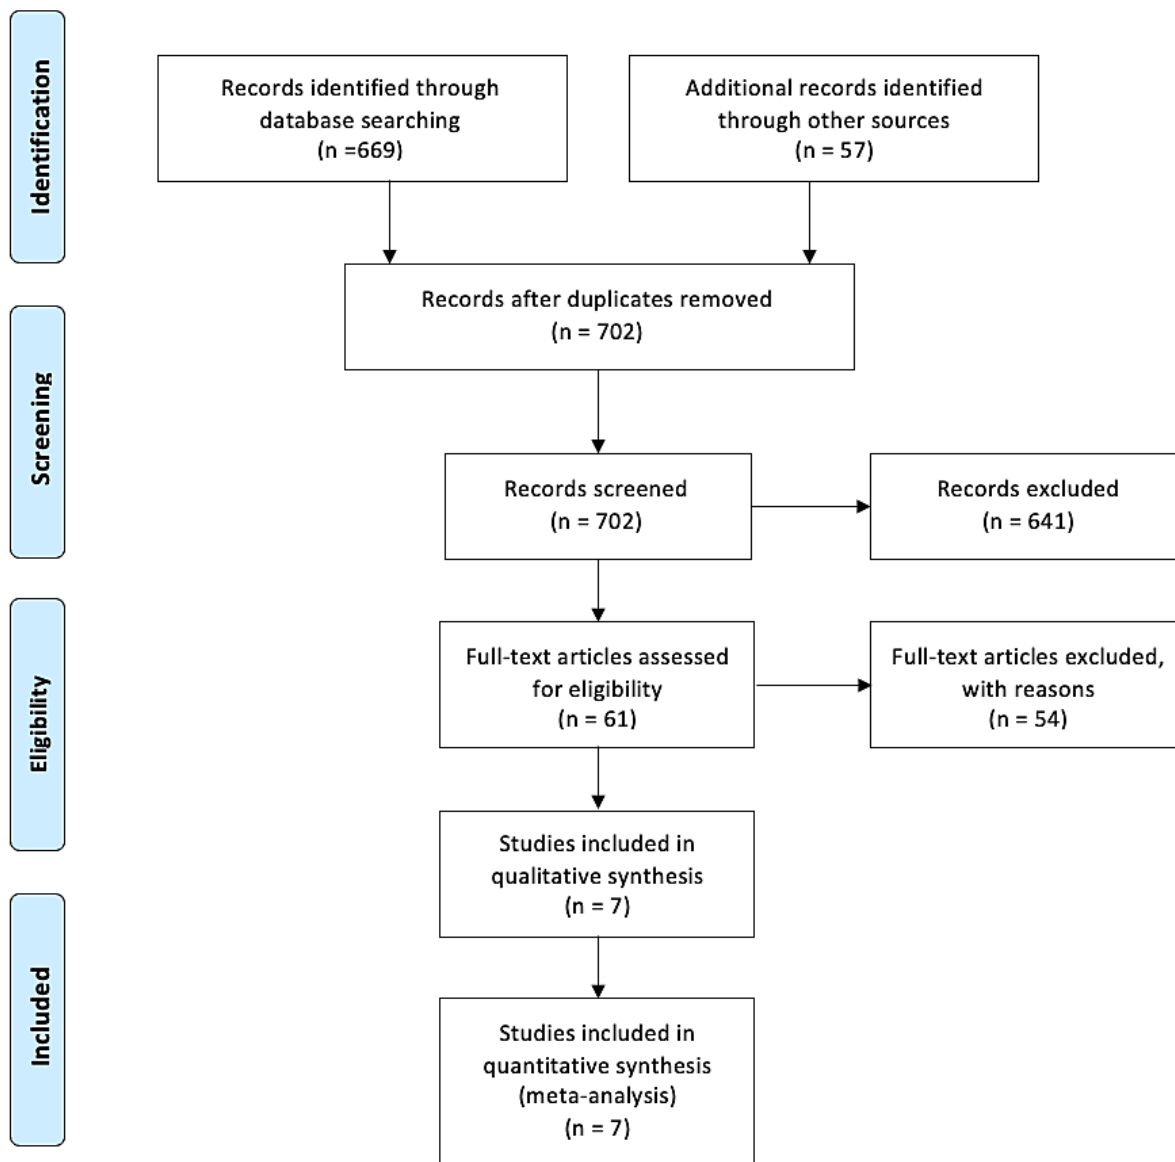 Identification
Records identified through
database searching
(n =669)
Additional records identified
through other sources
(n = 57)
Records after duplicates removed
(n = 702)
Screening
Records screened
(n = 702)
Records excluded
(n = 641)
Eligibility
Full-text articles assessed
for eligibility
(n = 61)
Full-text articles excluded,
with reasons
(n = 54)
Studies included in
qualitative synthesis
(n = 7)
Included
Studies included in
quantitative synthesis
(meta-analysis)
(n = 7)